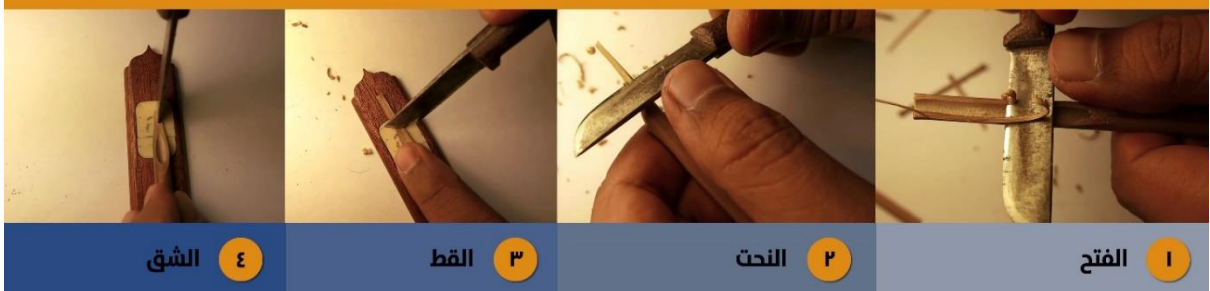 ١ الفتح
٢ النحت
٣ القط
٤ الشق